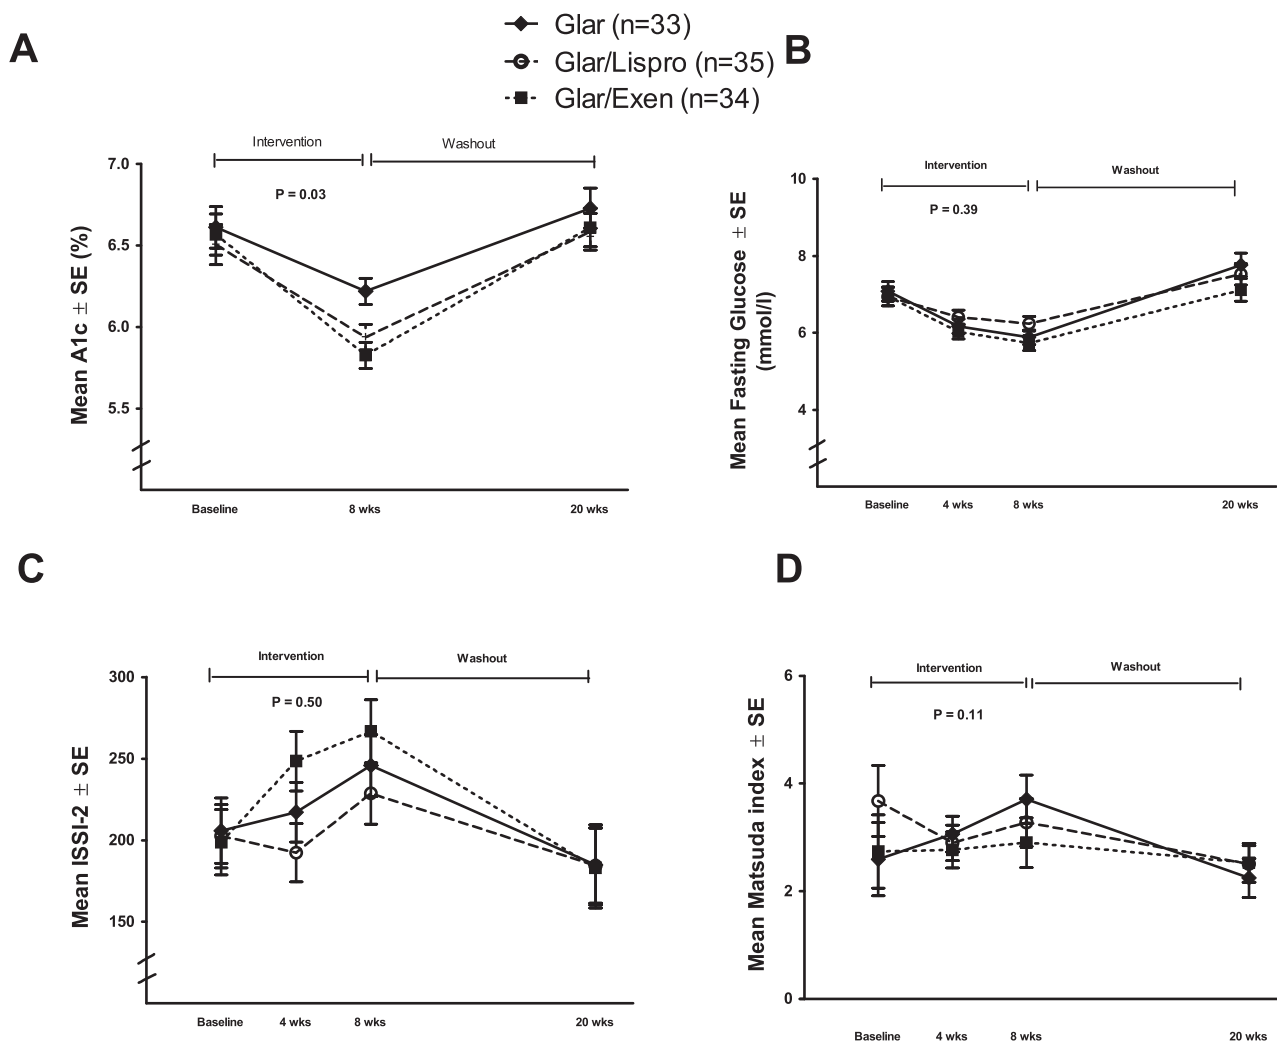 Glar (n=33)
Glar/Lispro (n=35)
Glar/Exen (n=34)
A
Intervention
Washout
P = 0.03
Mean A1c ± SE (%)
7.0
6.5
6.0
5.5
Baseline
8 wks
20 wks
B
Intervention
Washout
P = 0.39
Mean Fasting Glucose ± SE
(mmol/l)
10
8
6
4
Baseline
4 wks
8 wks
20 wks
C
Intervention
Washout
P = 0.50
Mean ISSI-2 ± SE
300
250
200
150
Baseline
4 wks
8 wks
20 wks
D
Intervention
Washout
P = 0.11
Mean Matsuda index ± SE
6
4
2
0
Baseline
4 wks
8 wks
20 wks